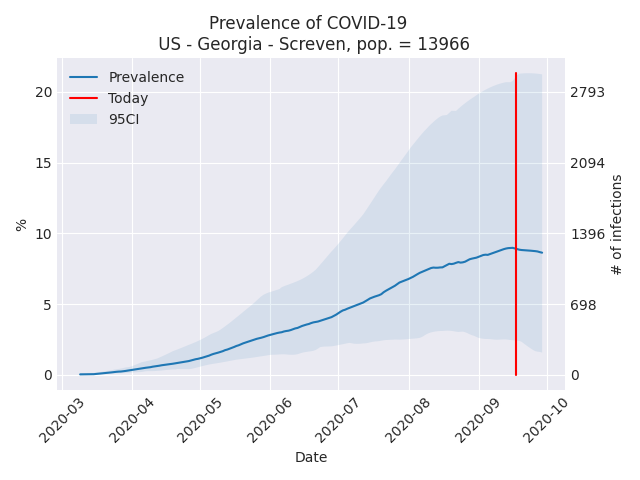 Prevalence of COVID-19
US - Georgia - Screven, pop. = 13966
Prevalence
Today
95CI
20
15
10
5
0
%
2793
2094
1396
698
0
# of infections
2020-03
2020-04
2020-05
2020-06
2020-07
2020-08
2020-09
2020-10
Date